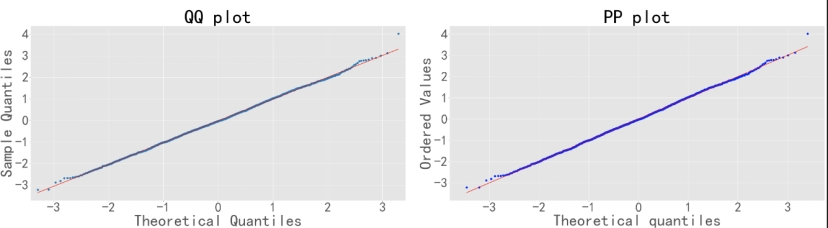 QQ plot
Sample Quantiles
4
3
2
1
0
−1
−2
−3
−3 −2 −1 0 1 2 3
Theoretical Quantiles
PP plot
Ordered Values
4
3
2
1
0
−1
−2
−3
−3 −2 −1 0 1 2 3
Theoretical quantiles